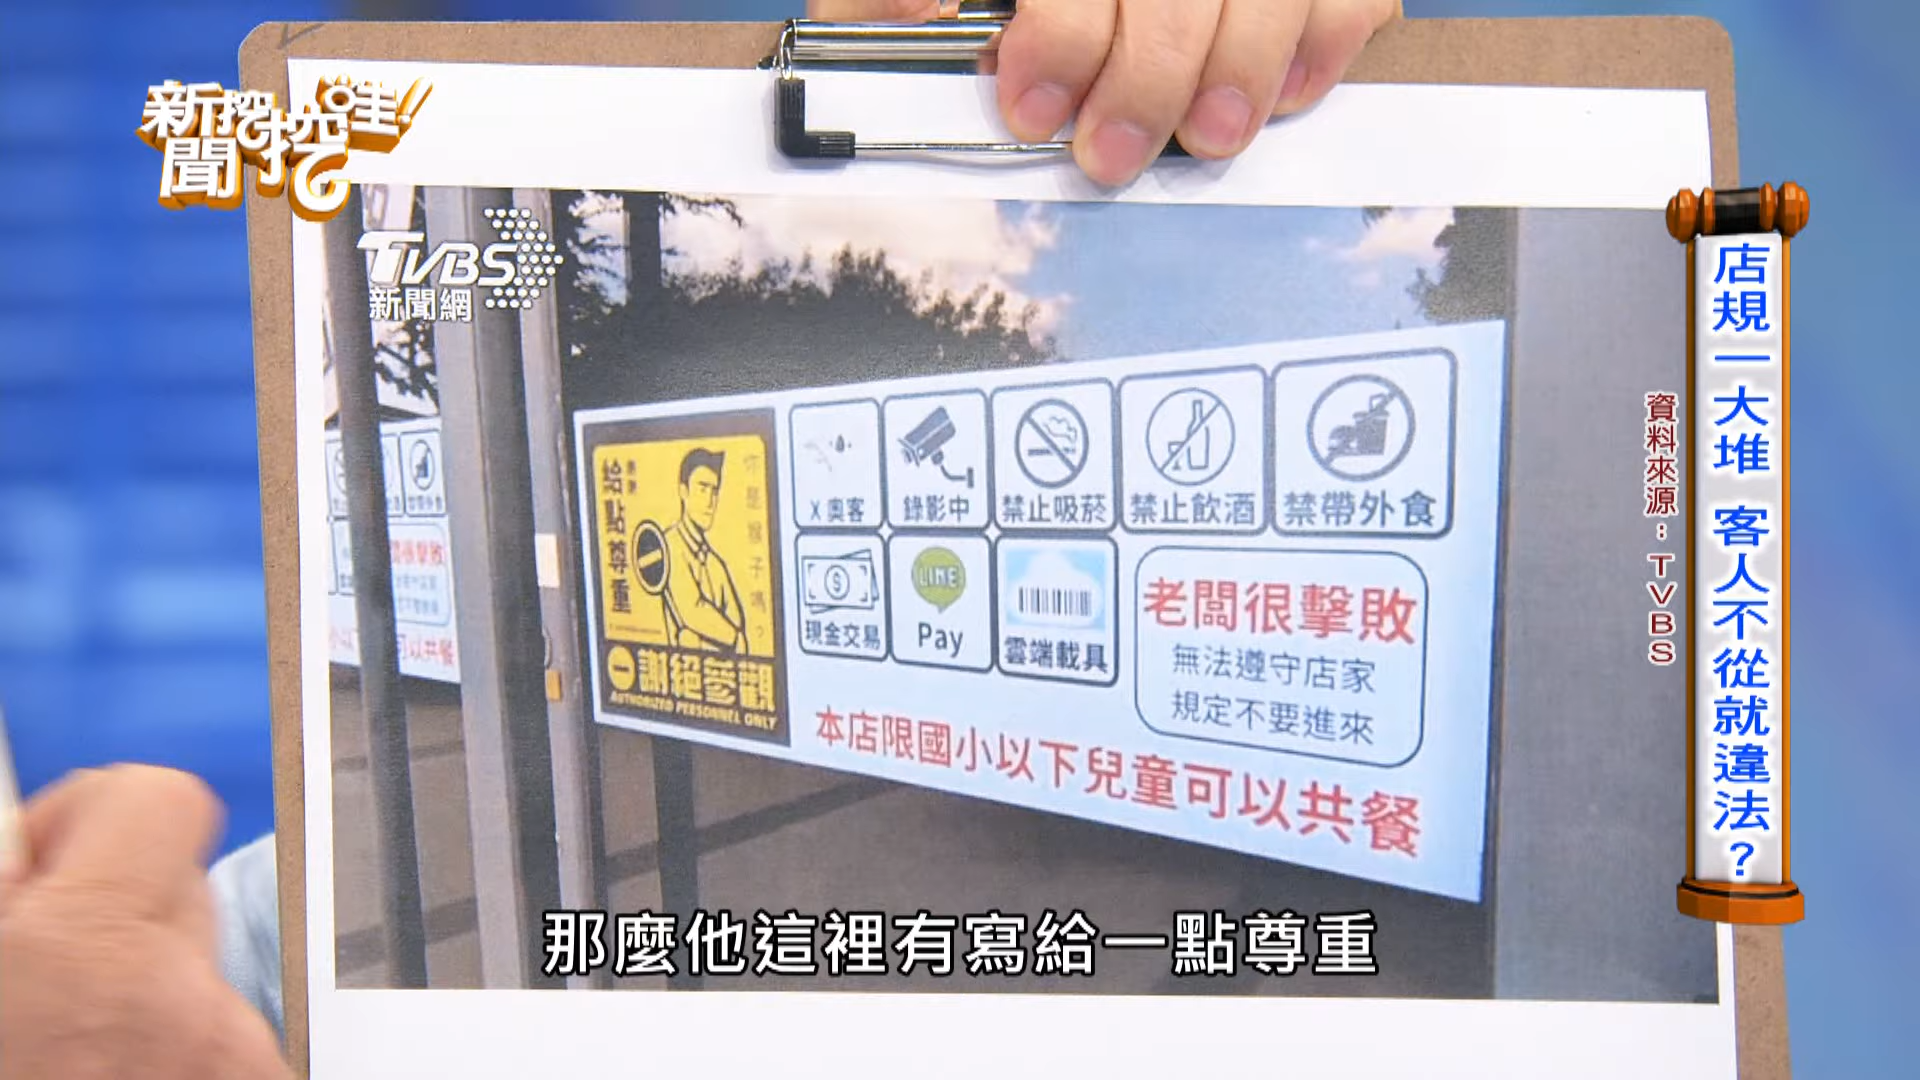 新聞挖挖哇!
TVBS
新聞網
店規一大堆 客人不從就違法?
資料來源:TVBS
給點尊重
你是猴子嗎?
謝絕參觀
AUTHORIZED PERSONNEL ONLY
X 奧客
錄影中
禁止吸菸
禁止飲酒
禁帶外食
現金交易
LINE
Pay
雲端載具
老闆很擊敗
無法遵守店家
規定不要進來
本店限國小以下兒童可以共餐
那麼他這裡有寫給一點尊重